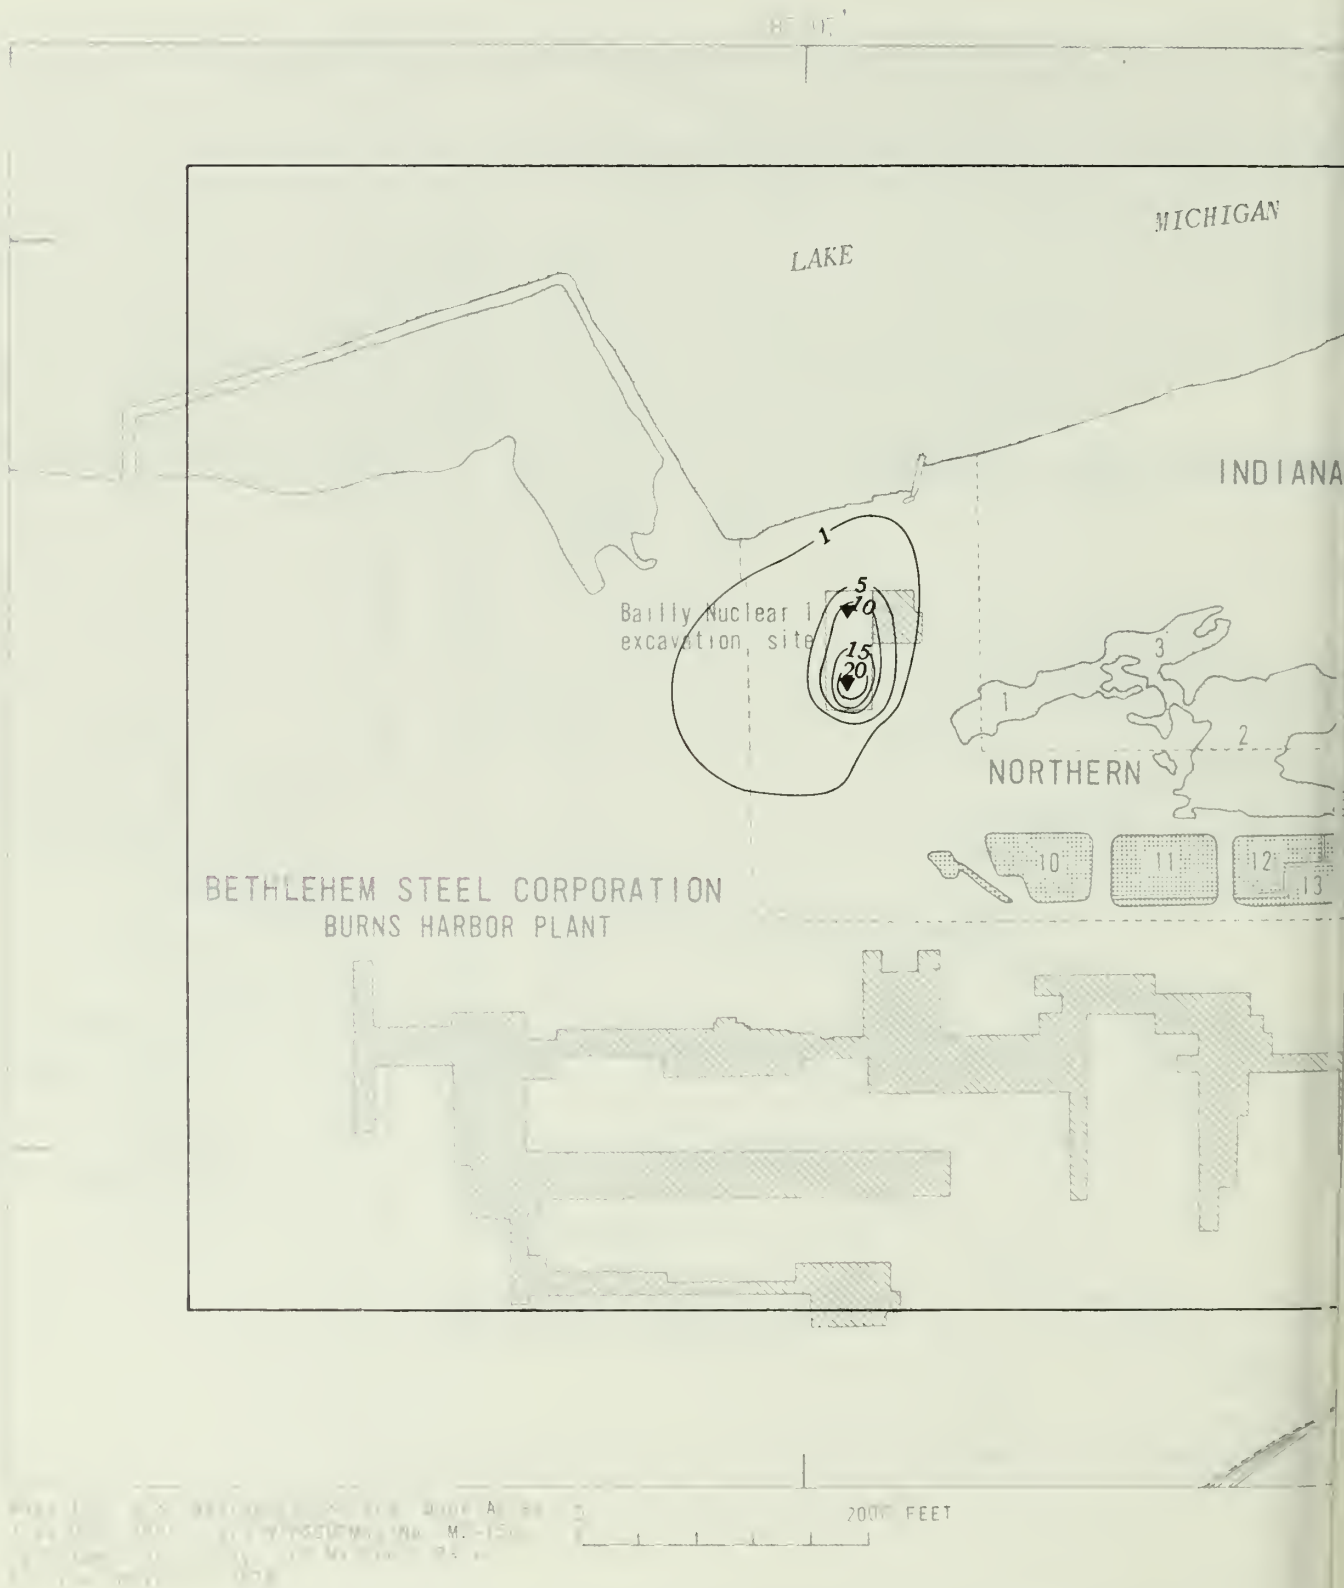 MICHIGAN
LAKE
INDIANA
1
5
10
Bailly Nuclear 1
excavation site
15
20
3
1
2
NORTHERN
10
11
12
13
BETHLEHEM STEEL CORPORATION
BURNS HARBOR PLANT
2000 FEET